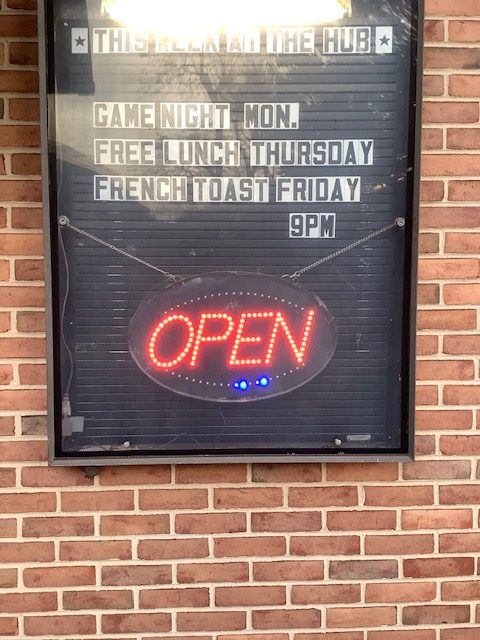 ★ THIS WEEK AT THE HUB ★
GAME NIGHT MON.
FREE LUNCH THURSDAY
FRENCH TOAST FRIDAY
9PM
OPEN